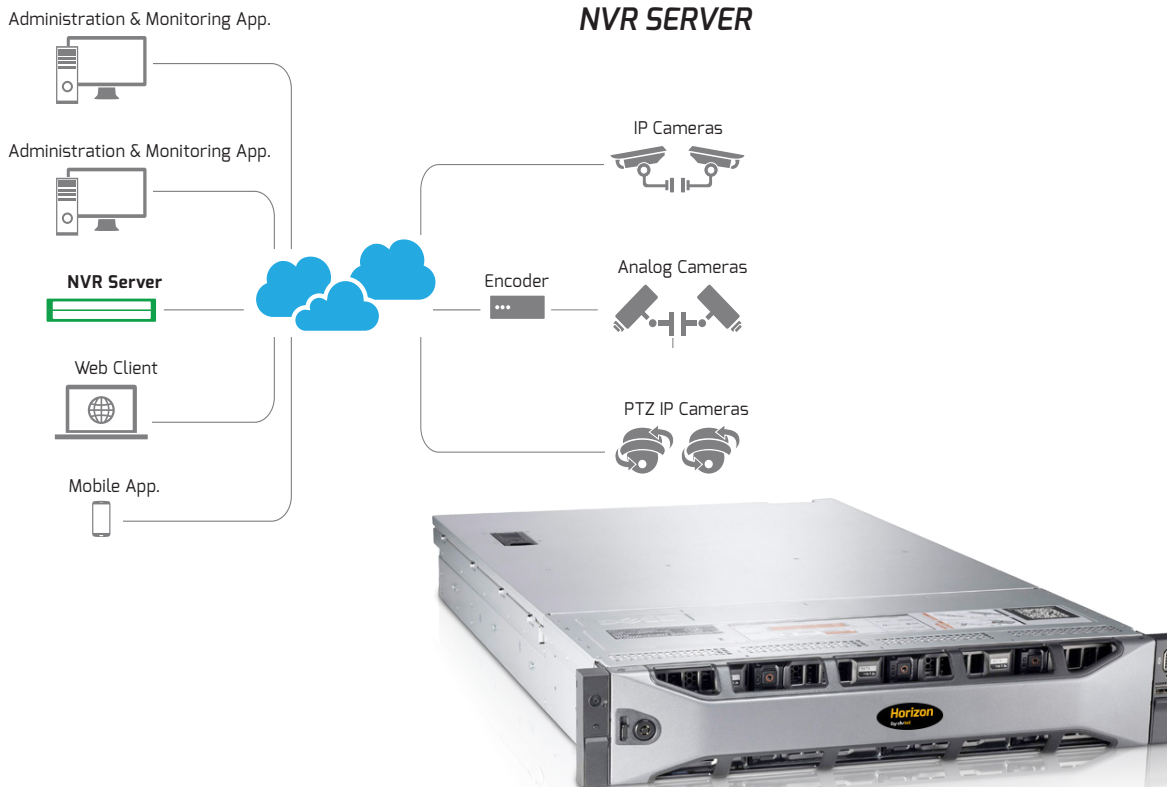 Administration & Monitoring App.
NVR SERVER
IP Cameras
Administration & Monitoring App.
NVR Server
Encoder
Analog Cameras
Web Client
PTZ IP Cameras
Mobile App.
Horizon